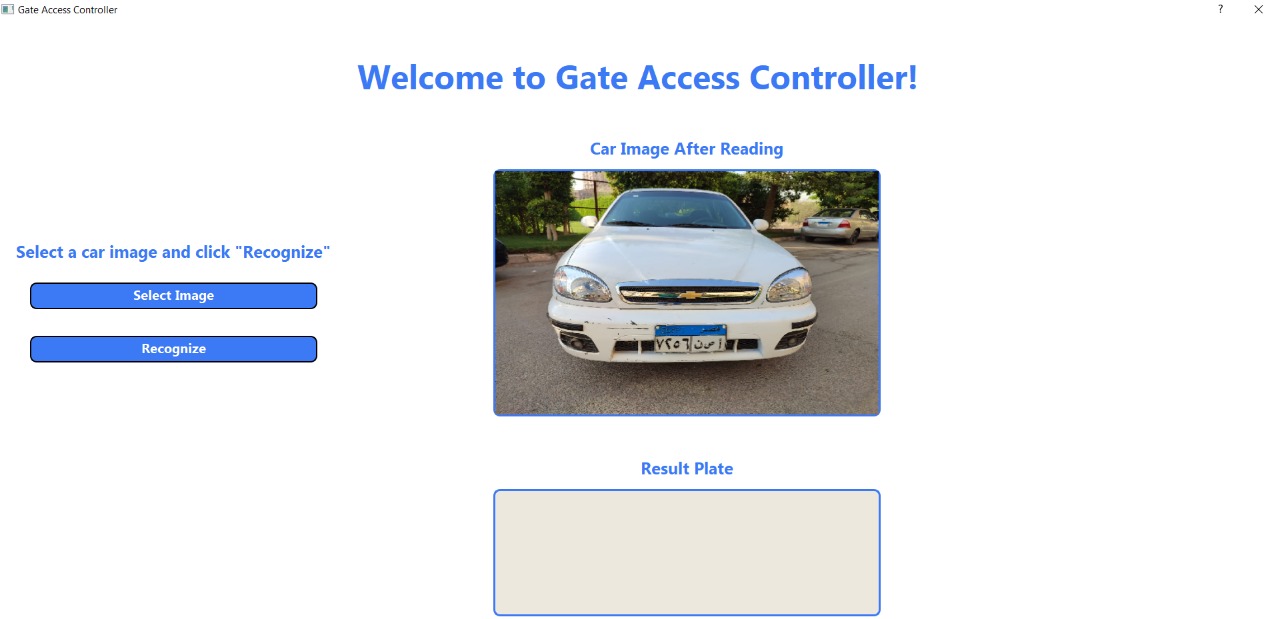 Gate Access Controller
Welcome to Gate Access Controller!
Car Image After Reading
Select a car image and click "Recognize"
Select Image
Recognize
مصر
٧٢٥٦ أ ص ن
Result Plate